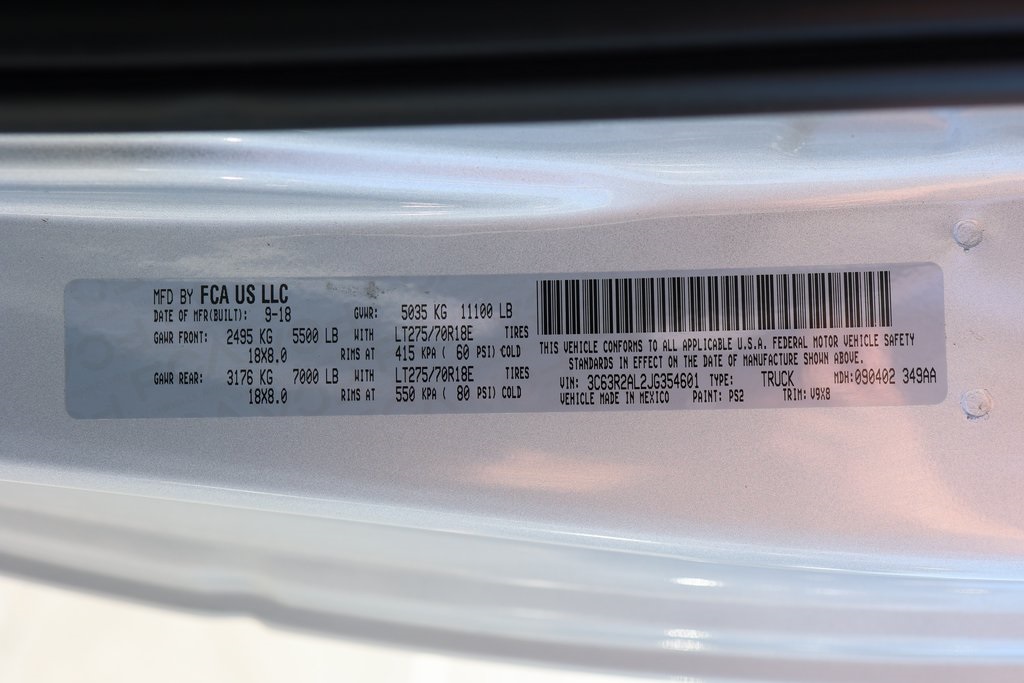 MFD BY FCA US LLC
DATE OF MFR(BUILT): 9-18 GVWR: 5035 KG 11100 LB
GAWR FRONT: 2495 KG 5500 LB WITH LT275/70R18E TIRES
18X8.0 RIMS AT 415 KPA ( 60 PSI) COLD
GAWR REAR: 3176 KG 7000 LB WITH LT275/70R18E TIRES
18X8.0 RIMS AT 550 KPA ( 80 PSI) COLD
THIS VEHICLE CONFORMS TO ALL APPLICABLE U.S.A. FEDERAL MOTOR VEHICLE SAFETY
STANDARDS IN EFFECT ON THE DATE OF MANUFACTURE SHOWN ABOVE.
VIN: 3C63R2AL2JG354601 TYPE: TRUCK MDH: 090402 349AA
VEHICLE MADE IN MEXICO PAINT: PS2 TRIM: V9X8